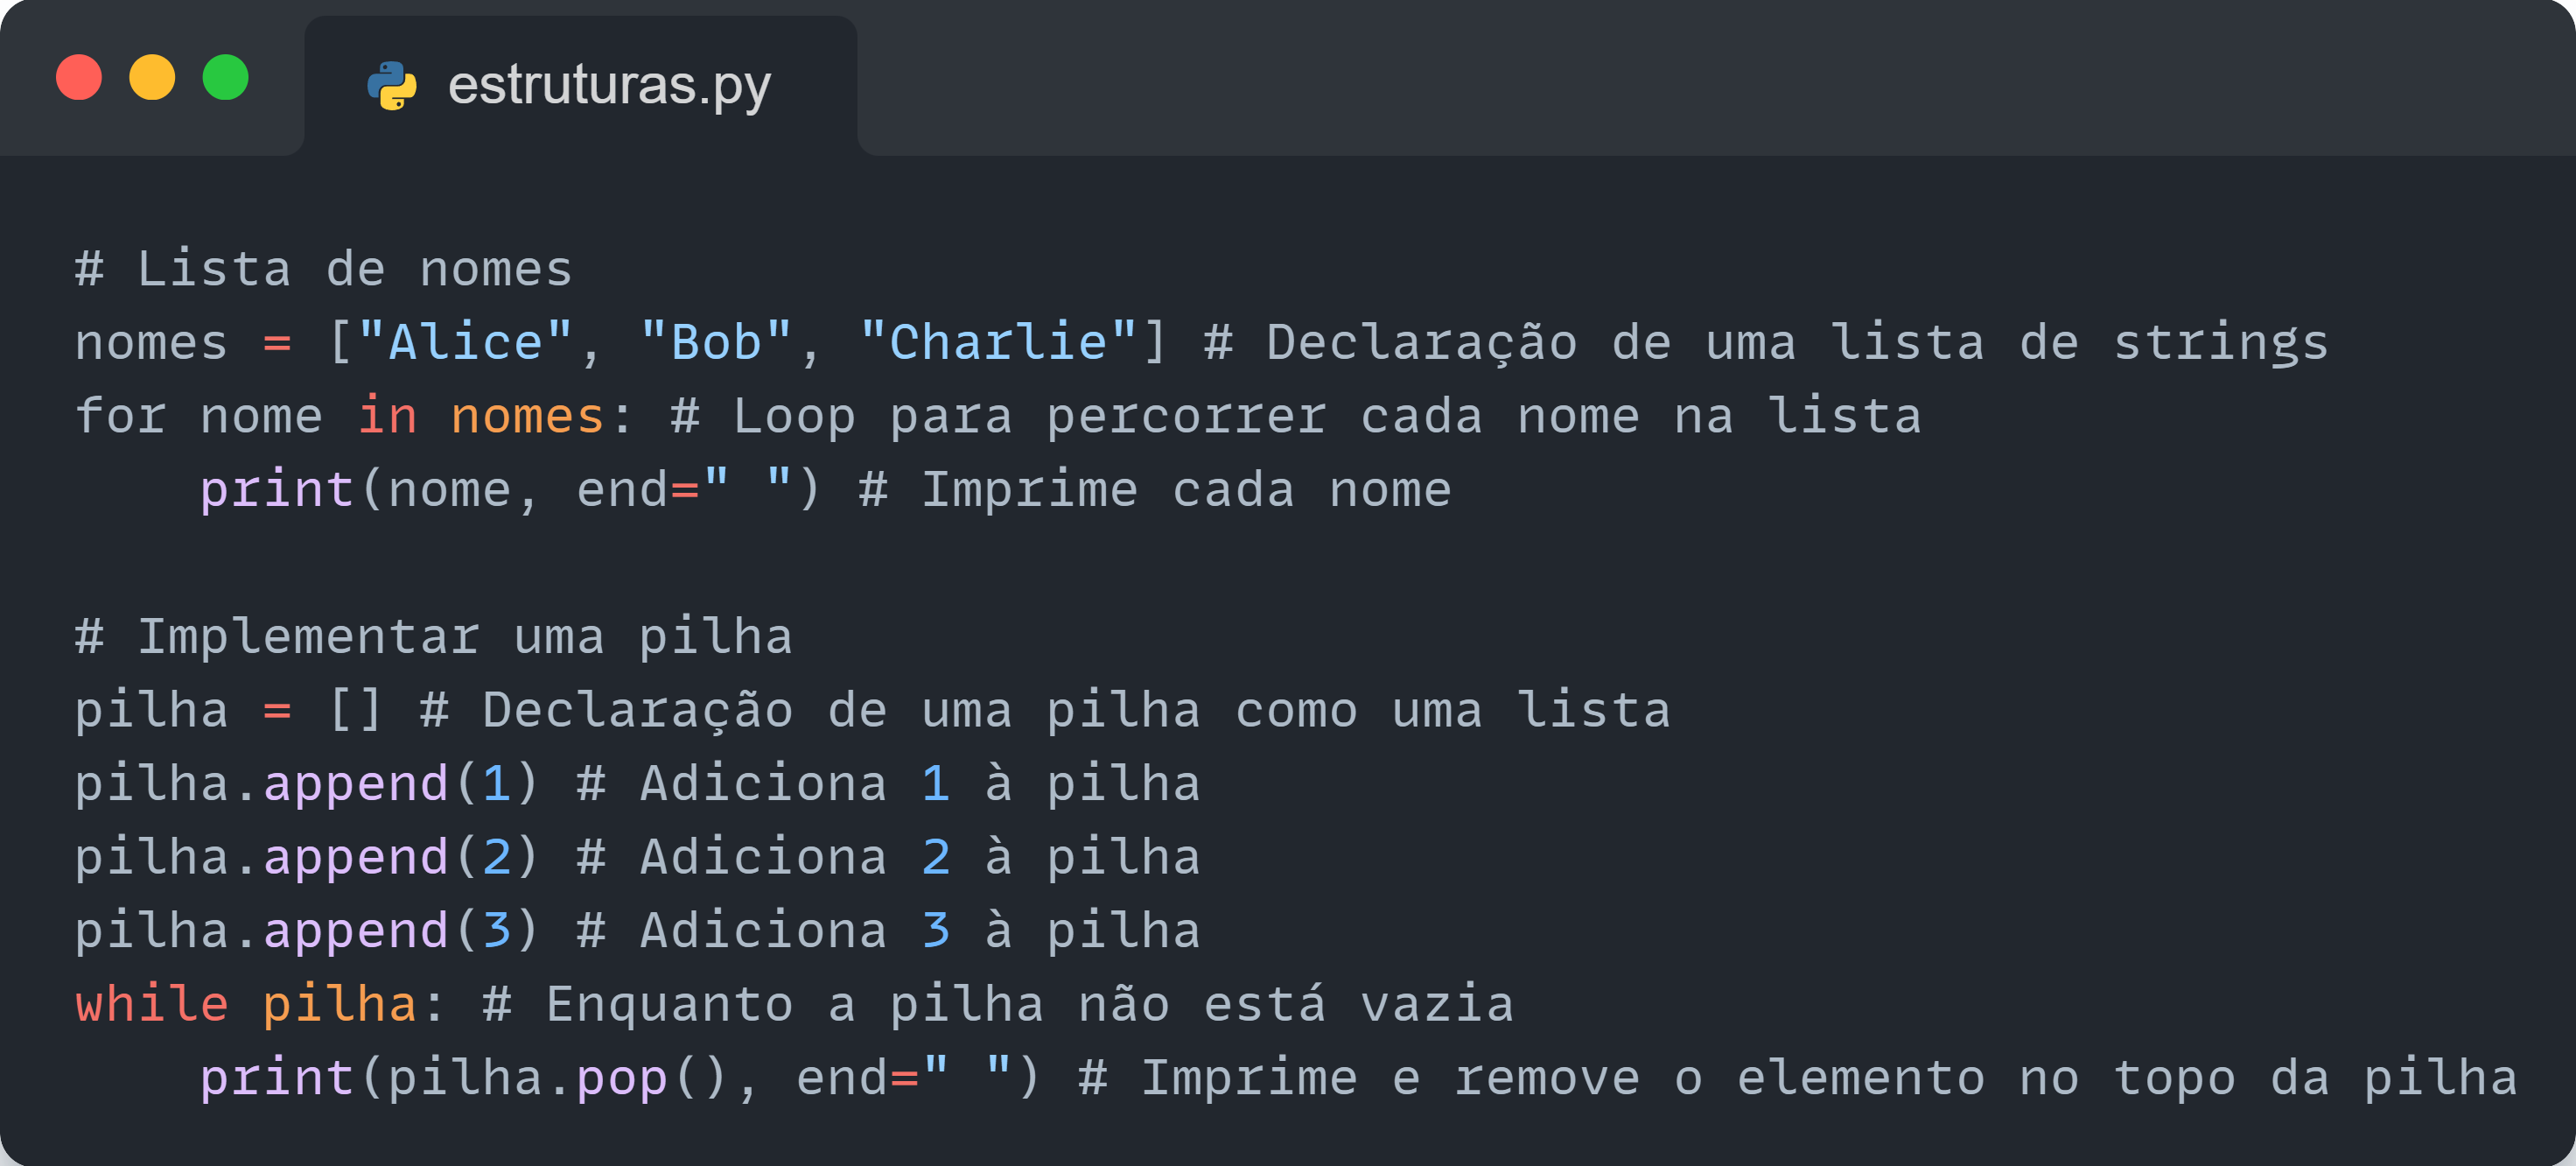 estruturas.py
# Lista de nomes
nomes = ["Alice", "Bob", "Charlie"] # Declaração de uma lista de strings
for nome in nomes: # Loop para percorrer cada nome na lista
    print(nome, end=" ") # Imprime cada nome
# Implementar uma pilha
pilha = [] # Declaração de uma pilha como uma lista
pilha.append(1) # Adiciona 1 à pilha
pilha.append(2) # Adiciona 2 à pilha
pilha.append(3) # Adiciona 3 à pilha
while pilha: # Enquanto a pilha não está vazia
    print(pilha.pop(), end=" ") # Imprime e remove o elemento no topo da pilha